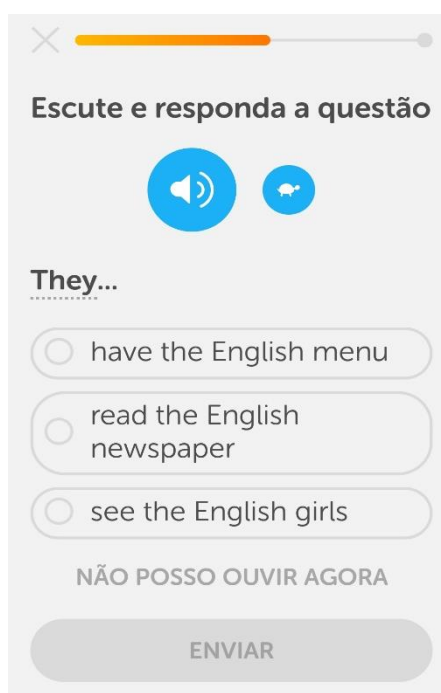 Escute e responda a questão
They...
have the English menu
read the English
newspaper
see the English girls
NÃO POSSO OUVIR AGORA
ENVIAR